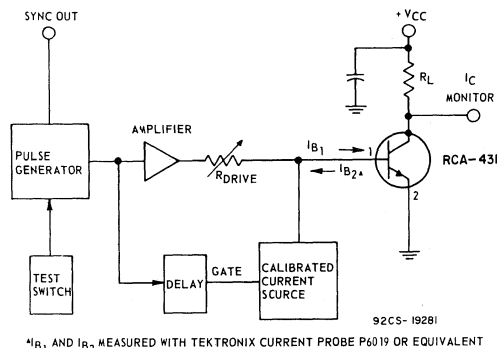 SYNC OUT
+ VCC
RL
IC
MONITOR
AMPLIFIER
PULSE
GENERATOR
RDRIVE
IB1
IB2▲
1
RCA-431
2
TEST
SWITCH
DELAY
GATE
CALIBRATED
CURRENT
SOURCE
92CS-19281
▲IB1 AND IB2 MEASURED WITH TEKTRONIX CURRENT PROBE P6019 OR EQUIVALENT